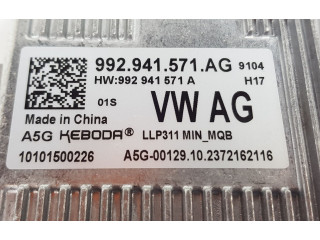 992.941.571.AG 9104
HW:992 941 571 A H17
01S VW AG
Made in China
A5G KEBODA LLP311 MIN_MQB
10101500226 A5G-00129.10.2372162116